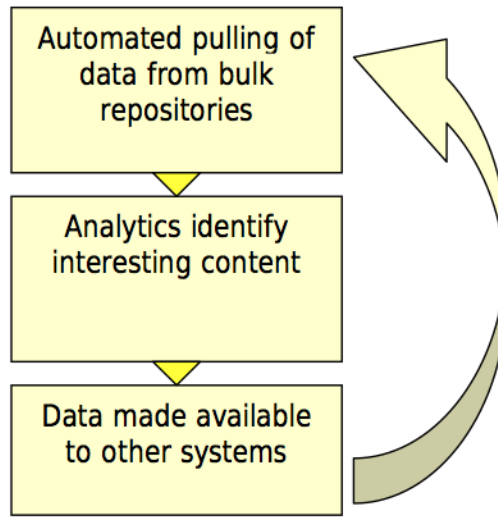 Automated pulling of
data from bulk
repositories
Analytics identify
interesting content
Data made available
to other systems